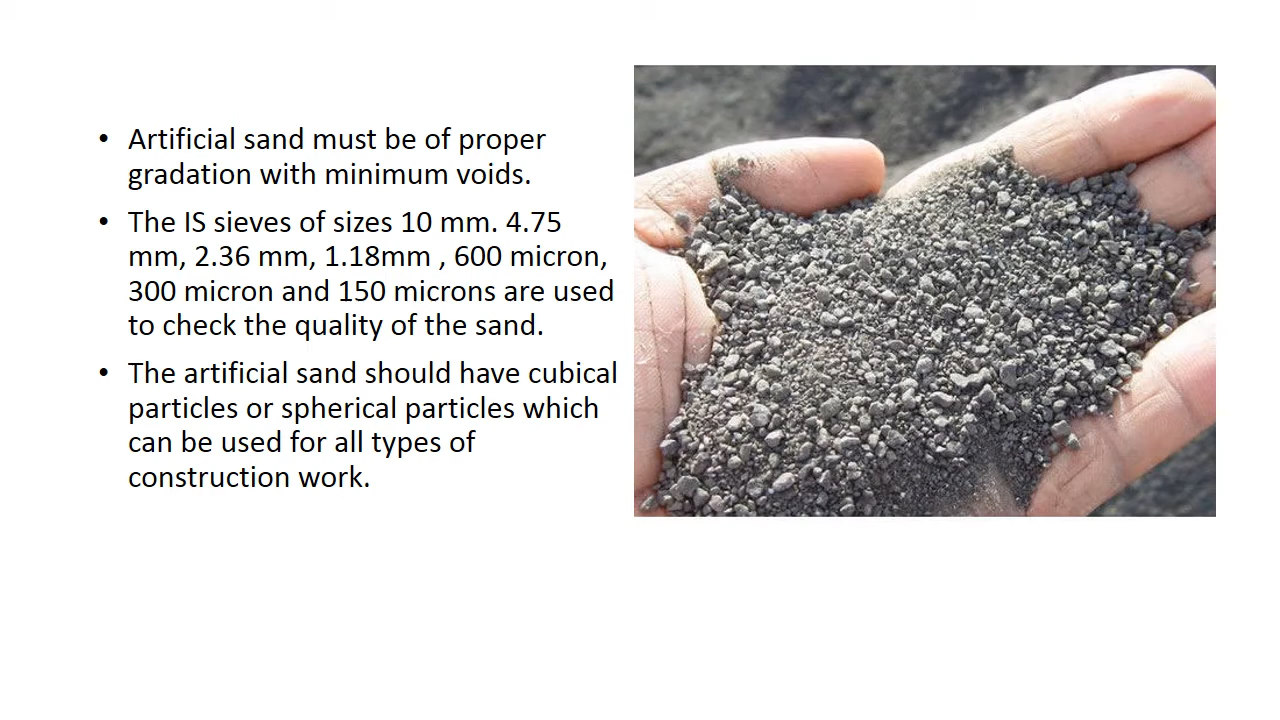 • Artificial sand must be of proper
gradation with minimum voids.
• The IS sieves of sizes 10 mm. 4.75
mm, 2.36 mm, 1.18mm , 600 micron,
300 micron and 150 microns are used
to check the quality of the sand.
• The artificial sand should have cubical
particles or spherical particles which
can be used for all types of
construction work.